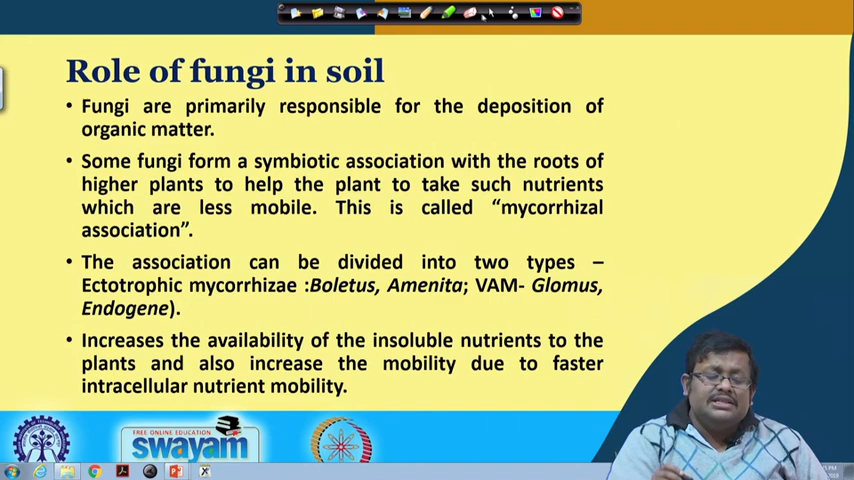 Role of fungi in soil
• Fungi are primarily responsible for the deposition of
organic matter.
• Some fungi form a symbiotic association with the roots of
higher plants to help the plant to take such nutrients
which are less mobile. This is called “mycorrhizal
association”.
• The association can be divided into two types –
Ectotrophic mycorrhizae :Boletus, Amenita; VAM- Glomus,
Endogene).
• Increases the availability of the insoluble nutrients to the
plants and also increase the mobility due to faster
intracellular nutrient mobility.
FREE ONLINE EDUCATION
swayam